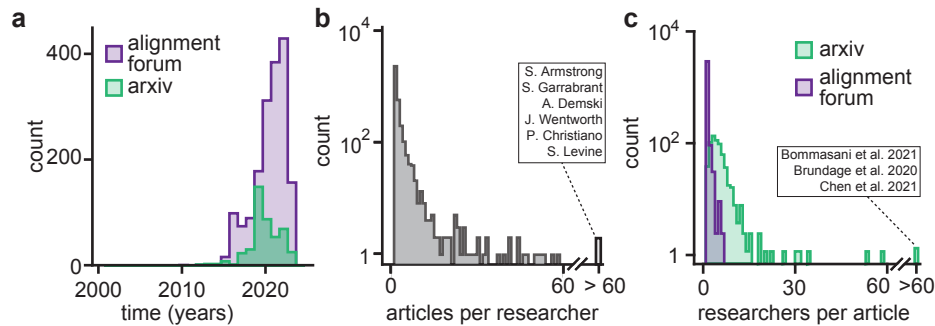 a
count
400
200
0
alignment
forum
arxiv
2000
2010
2020
time (years)
b
count
10^4
10^2
1
S. Armstrong
S. Garrabrant
A. Demski
J. Wentworth
P. Christiano
S. Levine
0
60
> 60
articles per researcher
c
count
10^4
10^2
1
arxiv
alignment
forum
Bommasani et al. 2021
Brundage et al. 2020
Chen et al. 2021
0
30
60
>60
researchers per article